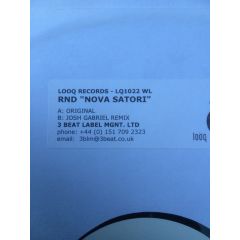 LOOQ RECORDS - LQ1022 WL
RND "NOVA SATORI"
A: ORIGINAL
B: JOSH GABRIEL REMIX
3 BEAT LABEL MGNT. LTD
phone: +44 (0) 151 709 2323
email: 3blm@3beat.co.uk
looq